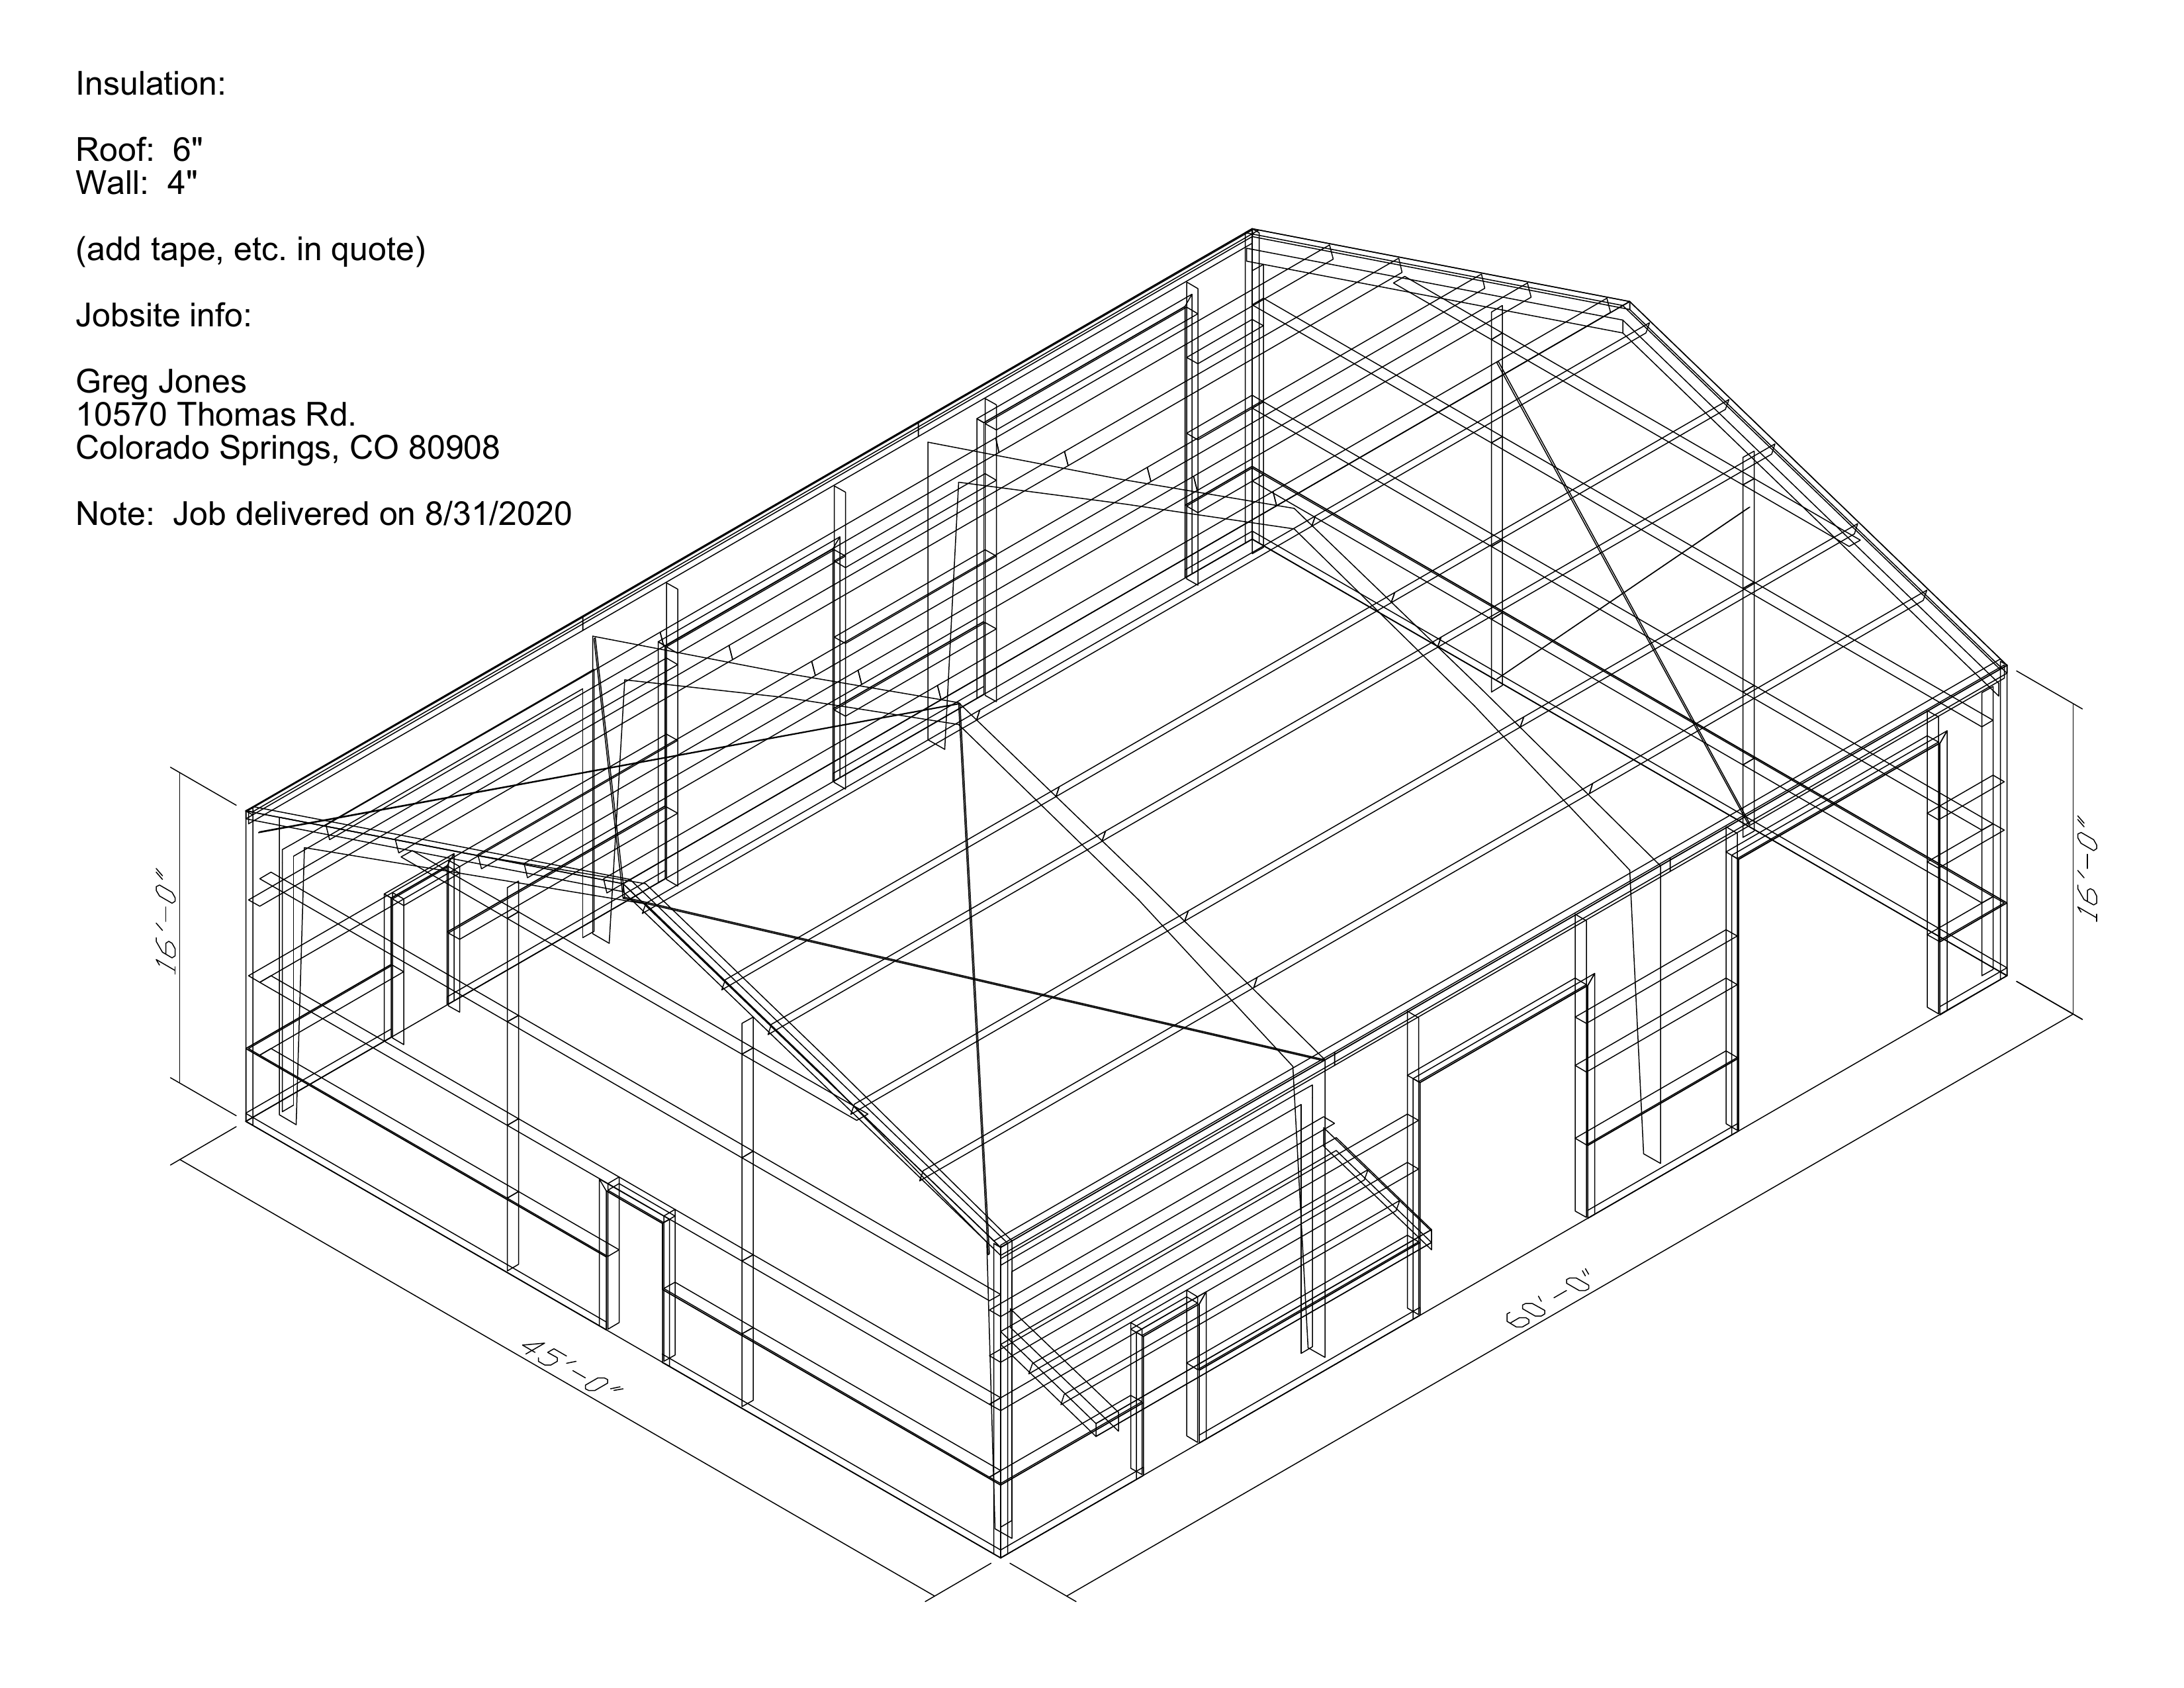 Insulation:
Roof:  6"
Wall:  4"
(add tape, etc. in quote)
Jobsite info:
Greg Jones
10570 Thomas Rd.
Colorado Springs, CO 80908
Note:  Job delivered on 8/31/2020
16'-0"
16'-0"
45'-0"
60'-0"